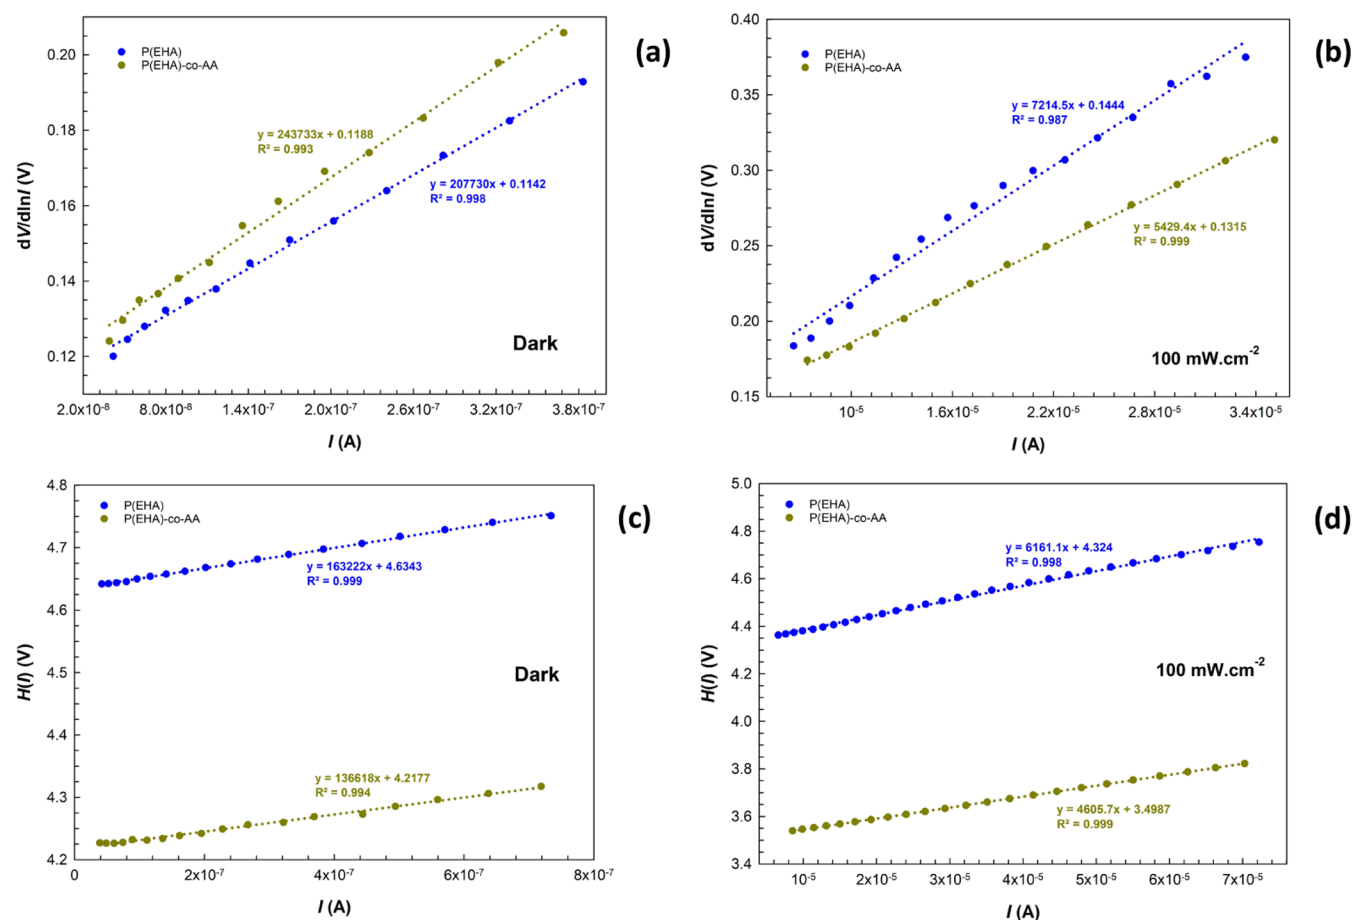 0.20
0.18
0.16
0.14
0.12
dV/dlnI (V)
P(EHA)
P(EHA)-co-AA
(a)
y = 243733x + 0.1188
R² = 0.993
y = 207730x + 0.1142
R² = 0.998
Dark
2.0x10⁻⁸ 8.0x10⁻⁸ 1.4x10⁻⁷ 2.0x10⁻⁷ 2.6x10⁻⁷ 3.2x10⁻⁷ 3.8x10⁻⁷
I (A)
0.40
0.35
0.30
0.25
0.20
0.15
dV/dlnI (V)
P(EHA)
P(EHA)-co-AA
(b)
y = 7214.5x + 0.1444
R² = 0.987
y = 5429.4x + 0.1315
R² = 0.999
100 mW.cm⁻²
10⁻⁵ 1.6x10⁻⁵ 2.2x10⁻⁵ 2.8x10⁻⁵ 3.4x10⁻⁵
I (A)
4.8
4.7
4.6
4.3
4.2
H(I) (V)
P(EHA)
P(EHA)-co-AA
(c)
y = 163222x + 4.6343
R² = 0.999
Dark
y = 136618x + 4.2177
R² = 0.994
0 2x10⁻⁷ 4x10⁻⁷ 6x10⁻⁷ 8x10⁻⁷
I (A)
5.0
4.8
4.6
4.4
4.2
4.0
3.8
3.6
3.4
H(I) (V)
P(EHA)
P(EHA)-co-AA
(d)
y = 6161.1x + 4.324
R² = 0.998
100 mW.cm⁻²
y = 4605.7x + 3.4987
R² = 0.999
10⁻⁵ 2x10⁻⁵ 3x10⁻⁵ 4x10⁻⁵ 5x10⁻⁵ 6x10⁻⁵ 7x10⁻⁵
I (A)